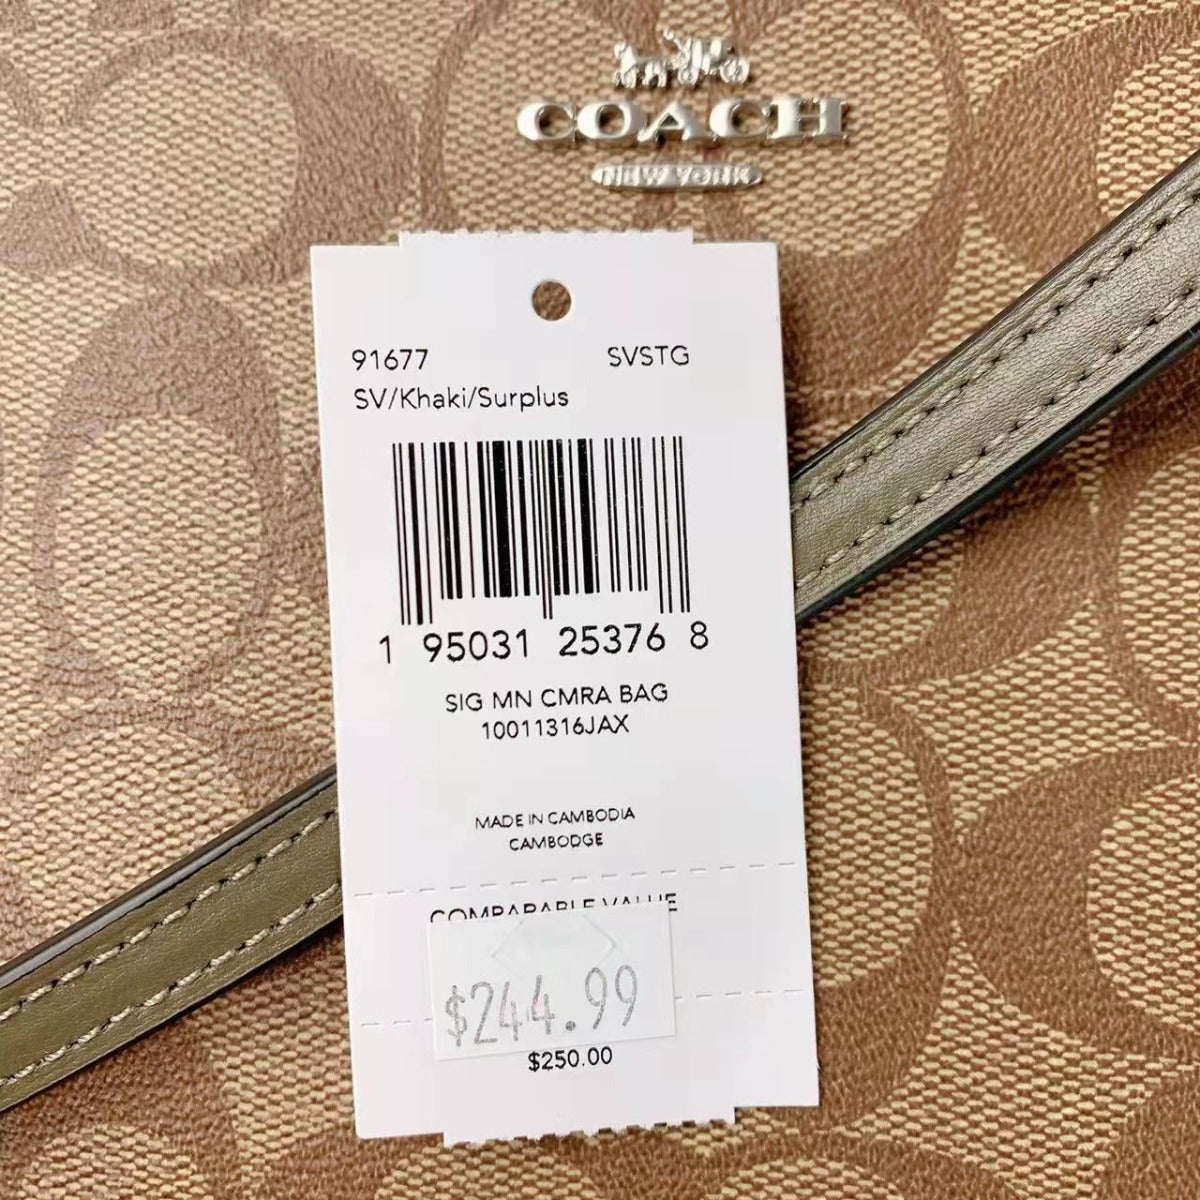 COACH
NEW YORK
91677 SVSTG
SV/Khaki/Surplus
1 95031 25376 8
SIG MN CMRA BAG
10011316JAX
MADE IN CAMBODIA
CAMBODGE
COMPARABLE VALUE
$244.99
$250.00